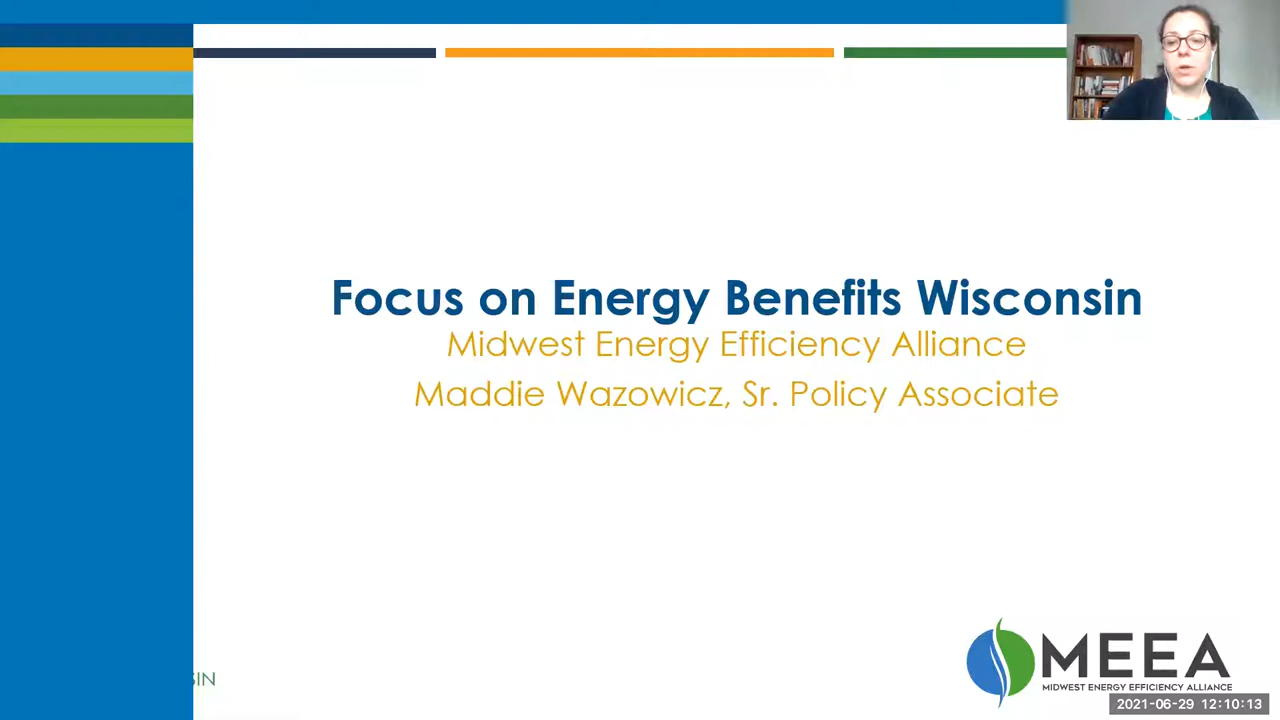 Focus on Energy Benefits Wisconsin
Midwest Energy Efficiency Alliance
Maddie Wazowicz, Sr. Policy Associate
SIN
MEEA
MIDWEST ENERGY EFFICIENCY ALLIANCE
2021-06-29 12:10:13